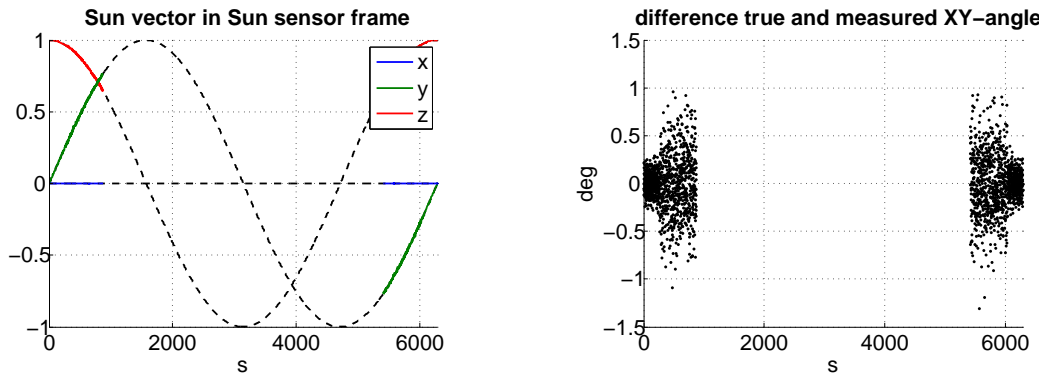 Sun vector in Sun sensor frame
1
0.5
0
−0.5
−1
0
2000
4000
6000
s
x
y
z
difference true and measured XY−angle
1.5
1
0.5
0
−0.5
−1
−1.5
deg
0
2000
4000
6000
s